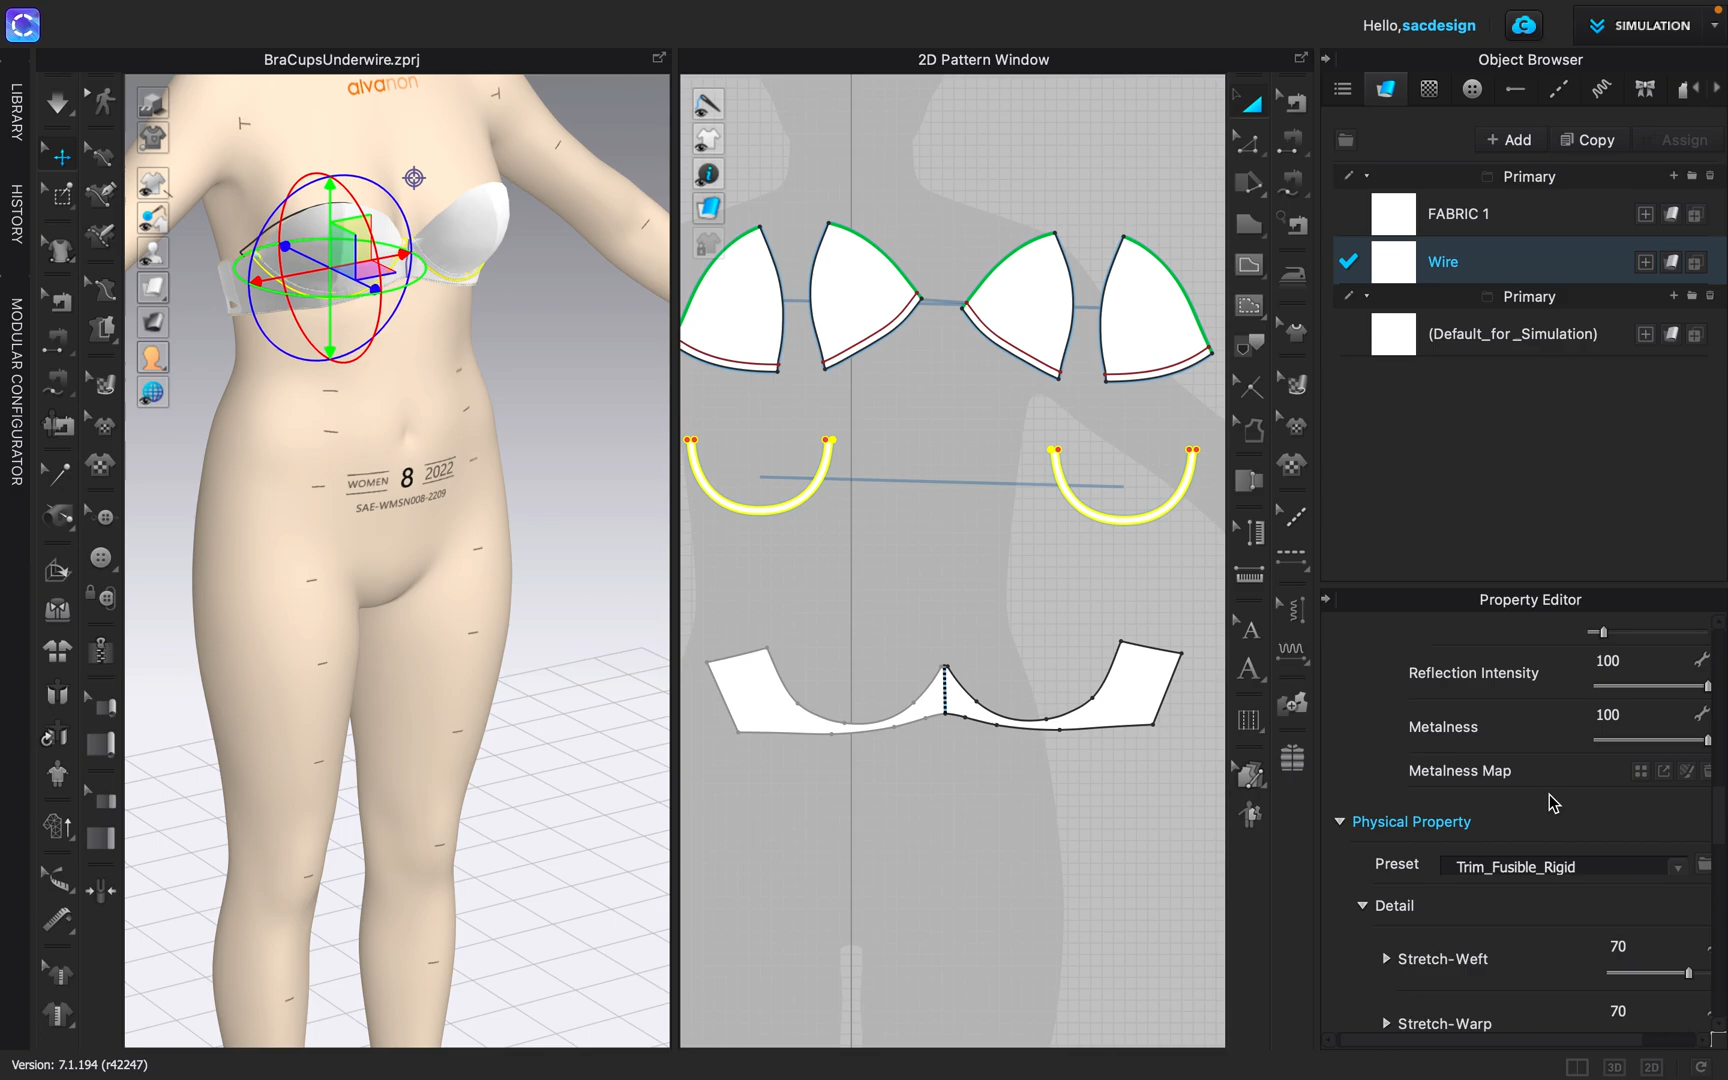 Hello,sacdesign
SIMULATION
BraCupsUnderwire.zprj
2D Pattern Window
Object Browser
LIBRARY
HISTORY
MODULAR CONFIGURATOR
alvanon
WOMEN 8 2022
SAE-WMSN008-2209
+ Add
Copy
Assign
Primary
FABRIC 1
Wire
Primary
(Default_for_Simulation)
Property Editor
Reflection Intensity 100
Metalness 100
Metalness Map
Physical Property
Preset Trim_Fusible_Rigid
Detail
Stretch-Weft 70
Stretch-Warp 70
Version: 7.1.194 (r42247)
3D
2D